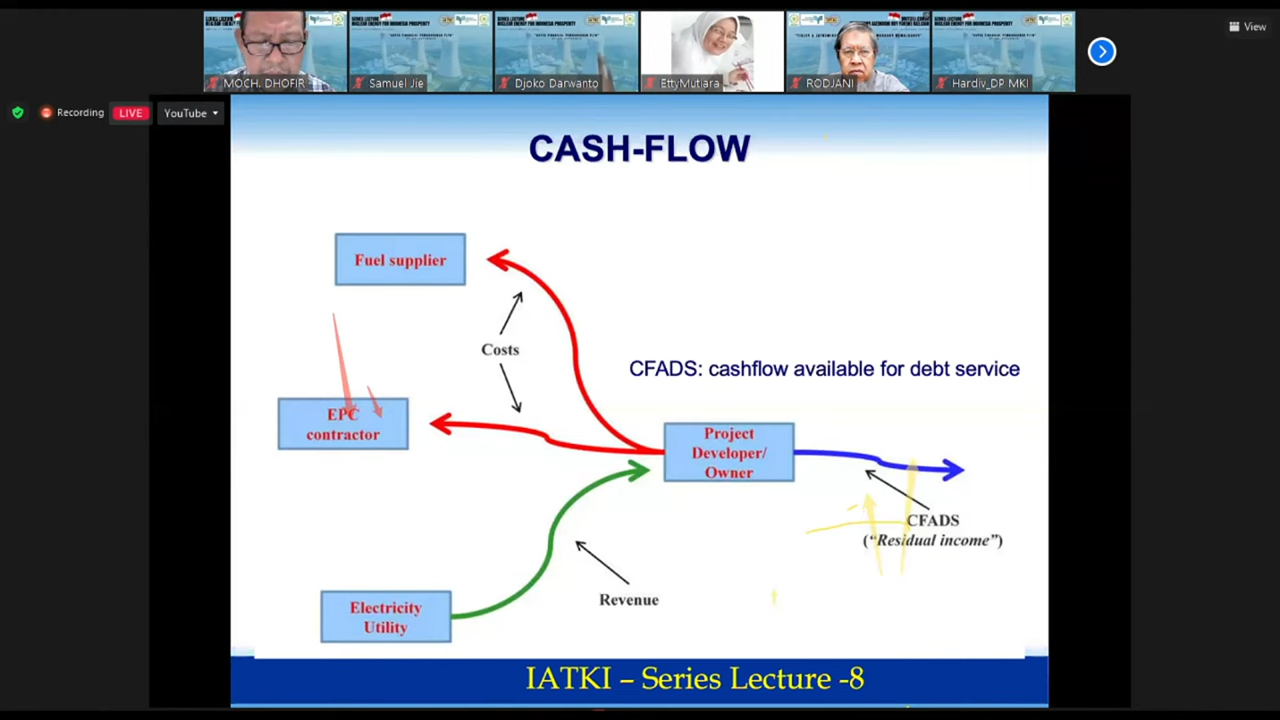 MOCH. DHOFIR
Samuel Jie
Djoko Darwanto
EttyMutiara
RODJANI
Hardiv_DP MKI
View
Recording
LIVE
YouTube
CASH-FLOW
Fuel supplier
Costs
CFADS: cashflow available for debt service
EPC
contractor
Project
Developer/
Owner
CFADS
("Residual income")
Revenue
Electricity
Utility
IATKI – Series Lecture -8